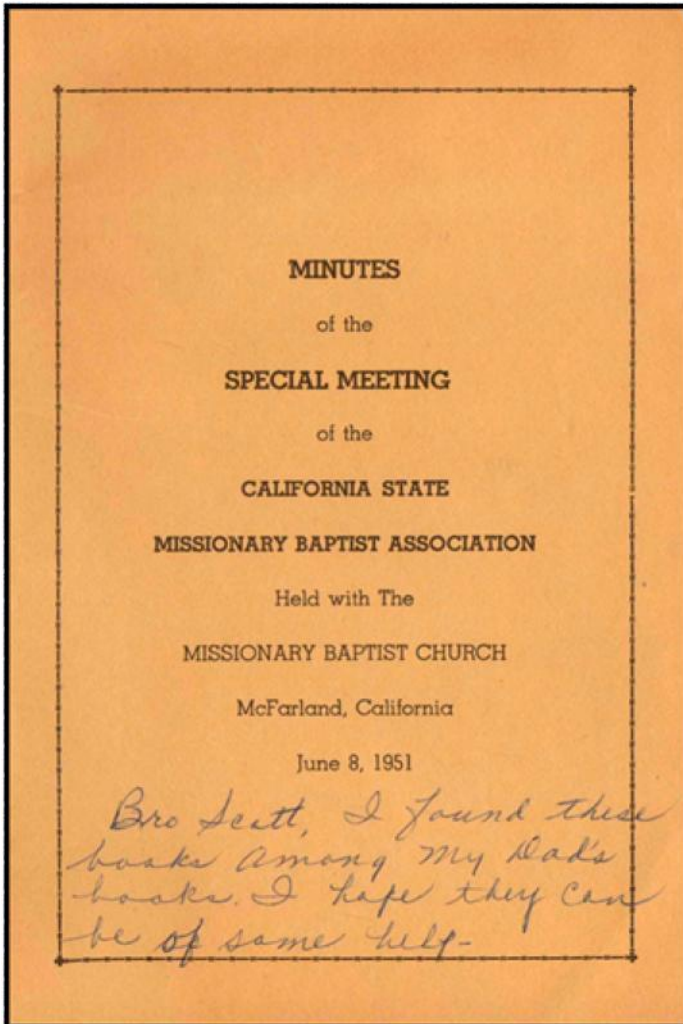 MINUTES
of the
SPECIAL MEETING
of the
CALIFORNIA STATE
MISSIONARY BAPTIST ASSOCIATION
Held with The
MISSIONARY BAPTIST CHURCH
McFarland, California
June 8, 1951
Bro Scott, I found these
books among My Dad's
books. I hope they can
be of some help-